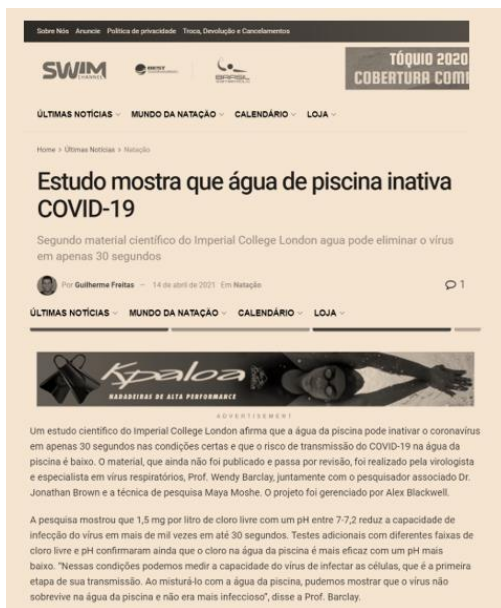 Sobre Nós Anuncie Política de privacidade Troca, Devolução e Cancelamentos
SWIM
CHANNEL
BEST
BRASIL
TÓQUIO 2020
COBERTURA COM
ÚLTIMAS NOTÍCIAS MUNDO DA NATAÇÃO CALENDÁRIO LOJA
Home > Últimas Notícias > Natação
Estudo mostra que água de piscina inativa
COVID-19
Segundo material científico do Imperial College London agua pode eliminar o vírus
em apenas 30 segundos
Por Guilherme Freitas — 14 de abril de 2021 Em Natação
1
ÚLTIMAS NOTÍCIAS MUNDO DA NATAÇÃO CALENDÁRIO LOJA
Kpaloa
NADADEIRAS DE ALTA PERFORMANCE
ADVERTISEMENT
Um estudo científico do Imperial College London afirma que a água da piscina pode inativar o coronavírus
em apenas 30 segundos nas condições certas e que o risco de transmissão do COVID-19 na água da
piscina é baixo. O material, que ainda não foi publicado e passa por revisão, foi realizado pela virologista
e especialista em vírus respiratórios, Prof. Wendy Barclay, juntamente com o pesquisador associado Dr.
Jonathan Brown e a técnica de pesquisa Maya Moshe. O projeto foi gerenciado por Alex Blackwell.
A pesquisa mostrou que 1,5 mg por litro de cloro livre com um pH entre 7-7,2 reduz a capacidade de
infecção do vírus em mais de mil vezes em até 30 segundos. Testes adicionais com diferentes faixas de
cloro livre e pH confirmaram ainda que o cloro na água da piscina é mais eficaz com um pH mais
baixo. "Nessas condições podemos medir a capacidade do vírus de infectar as células, que é a primeira
etapa de sua transmissão. Ao misturá-lo com a água da piscina, pudemos mostrar que o vírus não
sobrevive na água da piscina e não era mais infeccioso", disse a Prof. Barclay.